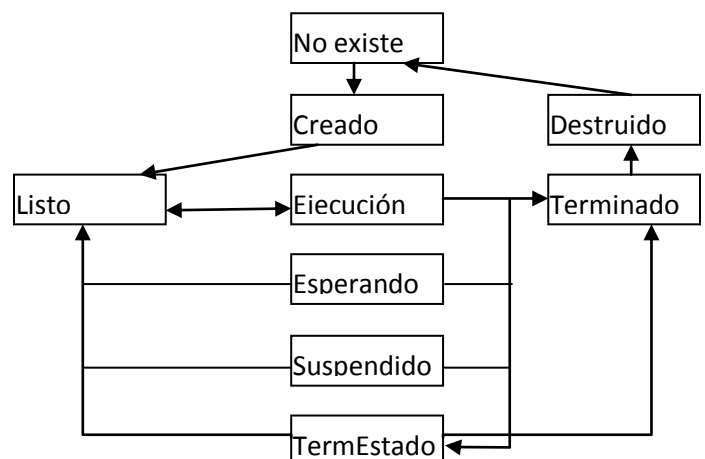 No existe
Creado
Destruido
Listo
Ejecución
Terminado
Esperando
Suspendido
TermEstado